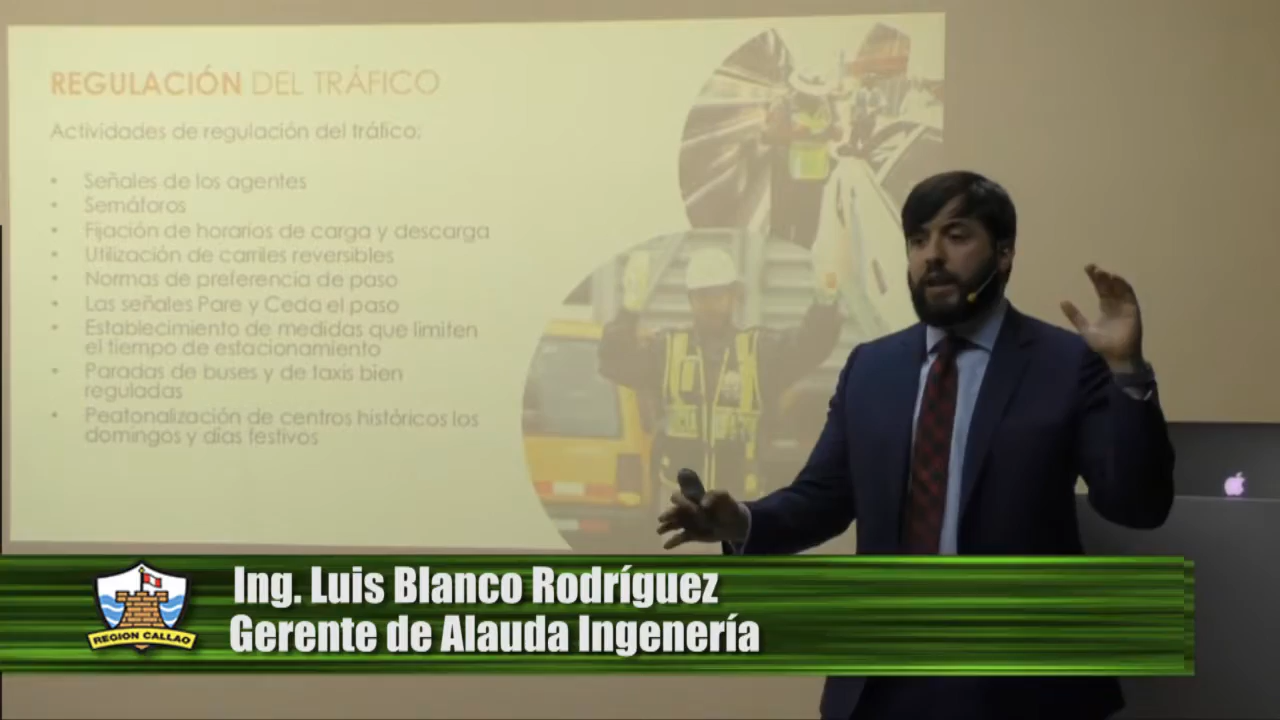 REGULACIÓN DEL TRÁFICO
Actividades de regulación del tráfico:
• Señales de los agentes
• Semáforos
• Fijación de horarios de carga y descarga
• Utilización de carriles reversibles
• Normas de preferencia de paso
• Las señales Pare y Ceda el paso
• Establecimiento de medidas que limiten
el tiempo de estacionamiento
• Paradas de buses y de taxis bien
reguladas
• Peatonalización de centros históricos los
domingos y días festivos
REGION CALLAO
Ing. Luis Blanco Rodríguez
Gerente de Alauda Ingenería